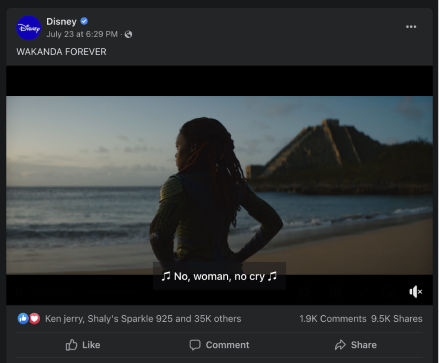 Disney
Disney
July 23 at 6:29 PM ·
WAKANDA FOREVER
♫ No, woman, no cry ♫
Ken jerry, Shaly's Sparkle 925 and 35K others
1.9K Comments 9.5K Shares
Like
Comment
Share